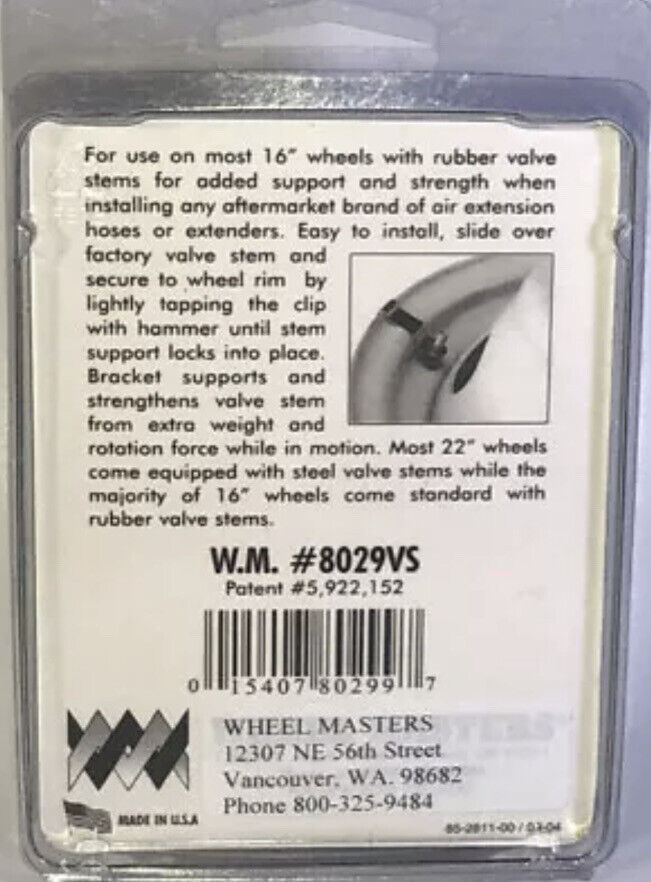 For use on most 16" wheels with rubber valve
stems for added support and strength when
installing any aftermarket brand of air extension
hoses or extenders. Easy to install, slide over
factory valve stem and
secure to wheel rim by
lightly tapping the clip
with hammer until stem
support locks into place.
Bracket supports and
strengthens valve stem
from extra weight and
rotation force while in motion. Most 22" wheels
come equipped with steel valve stems while the
majority of 16" wheels come standard with
rubber valve stems.
W.M. #8029VS
Patent #5,922,152
0 15407 80299 7
WHEEL MASTERS
12307 NE 56th Street
Vancouver, WA. 98682
Phone 800-325-9484
MADE IN U.S.A
85-2811-00 / 03-04